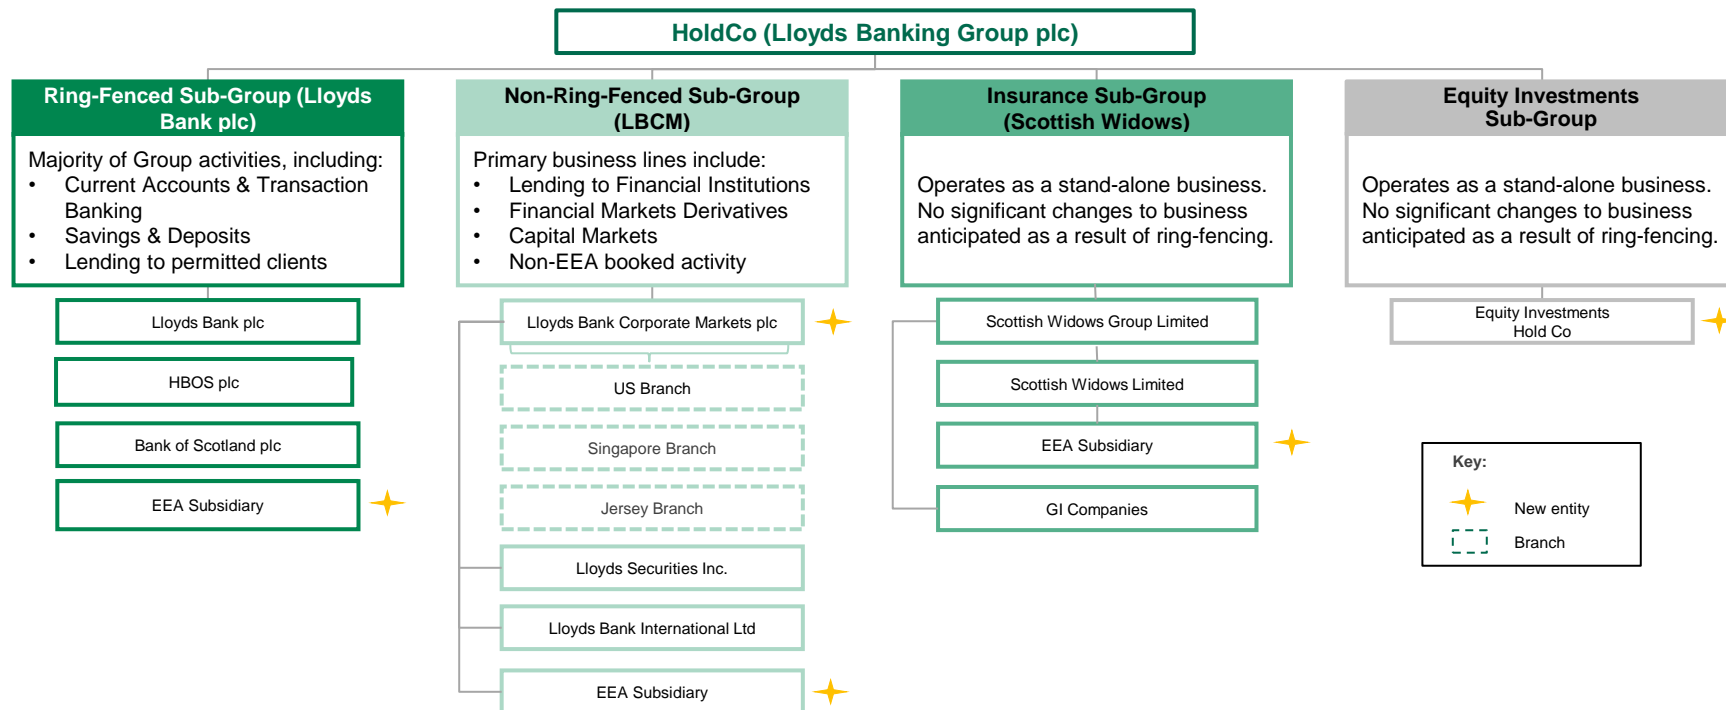 HoldCo (Lloyds Banking Group plc)
Ring-Fenced Sub-Group (Lloyds
Bank plc)
Majority of Group activities, including:
• Current Accounts & Transaction
Banking
• Savings & Deposits
• Lending to permitted clients
Lloyds Bank plc
HBOS plc
Bank of Scotland plc
EEA Subsidiary
Non-Ring-Fenced Sub-Group
(LBCM)
Primary business lines include:
• Lending to Financial Institutions
• Financial Markets Derivatives
• Capital Markets
• Non-EEA booked activity
Lloyds Bank Corporate Markets plc
US Branch
Singapore Branch
Jersey Branch
Lloyds Securities Inc.
Lloyds Bank International Ltd
EEA Subsidiary
Insurance Sub-Group
(Scottish Widows)
Operates as a stand-alone business.
No significant changes to business
anticipated as a result of ring-fencing.
Scottish Widows Group Limited
Scottish Widows Limited
EEA Subsidiary
GI Companies
Equity Investments
Sub-Group
Operates as a stand-alone business.
No significant changes to business
anticipated as a result of ring-fencing.
Equity Investments
Hold Co
Key:
New entity
Branch